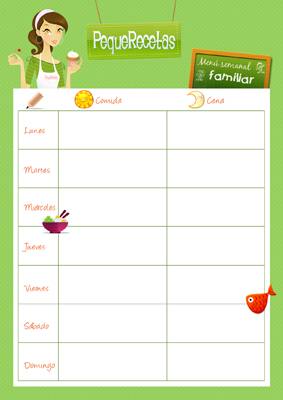 PequeRecetas
Menú semanal
familiar
Comida
Cena
Lunes
Martes
Miércoles
Jueves
Viernes
Sábado
Domingo